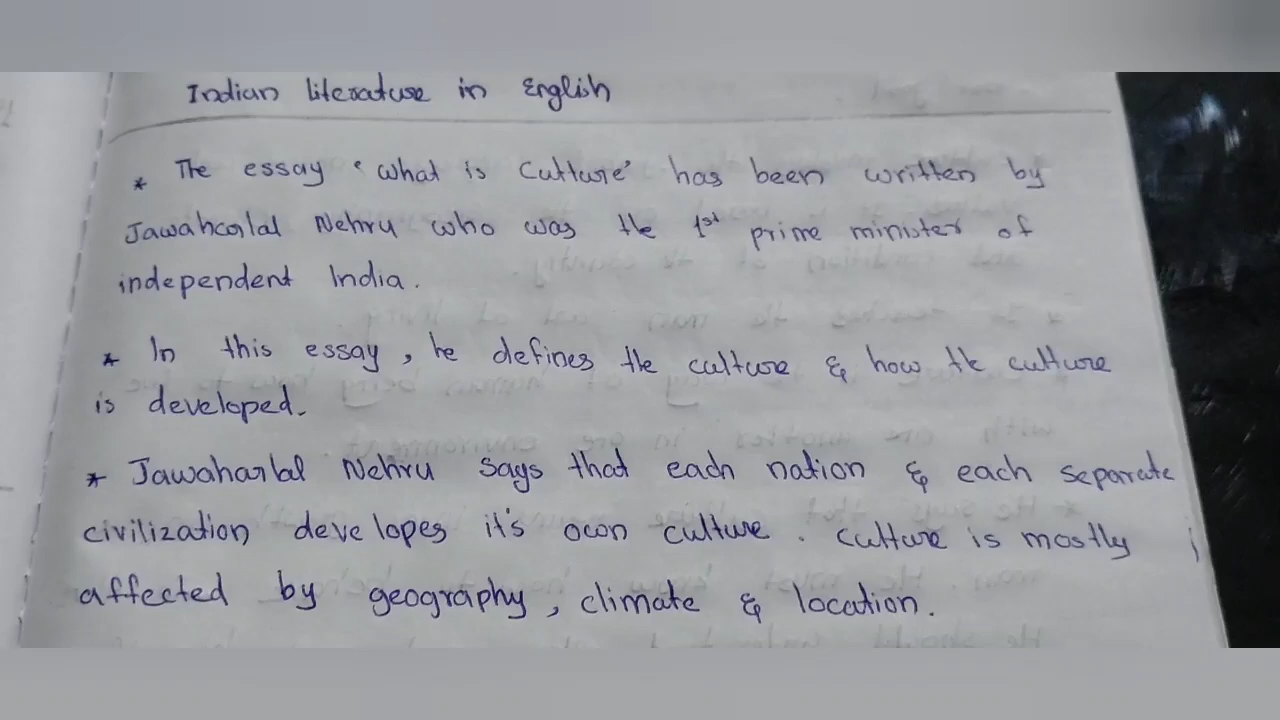 Indian literature in English
* The essay 'what is Culture' has been written by
Jawaharlal Nehru who was the 1st prime minister of
independent India.
* In this essay, he defines the culture & how the culture
is developed.
* Jawaharlal Nehru says that each nation & each separate
civilization developes it's own culture. Culture is mostly
affected by geography, climate & location.